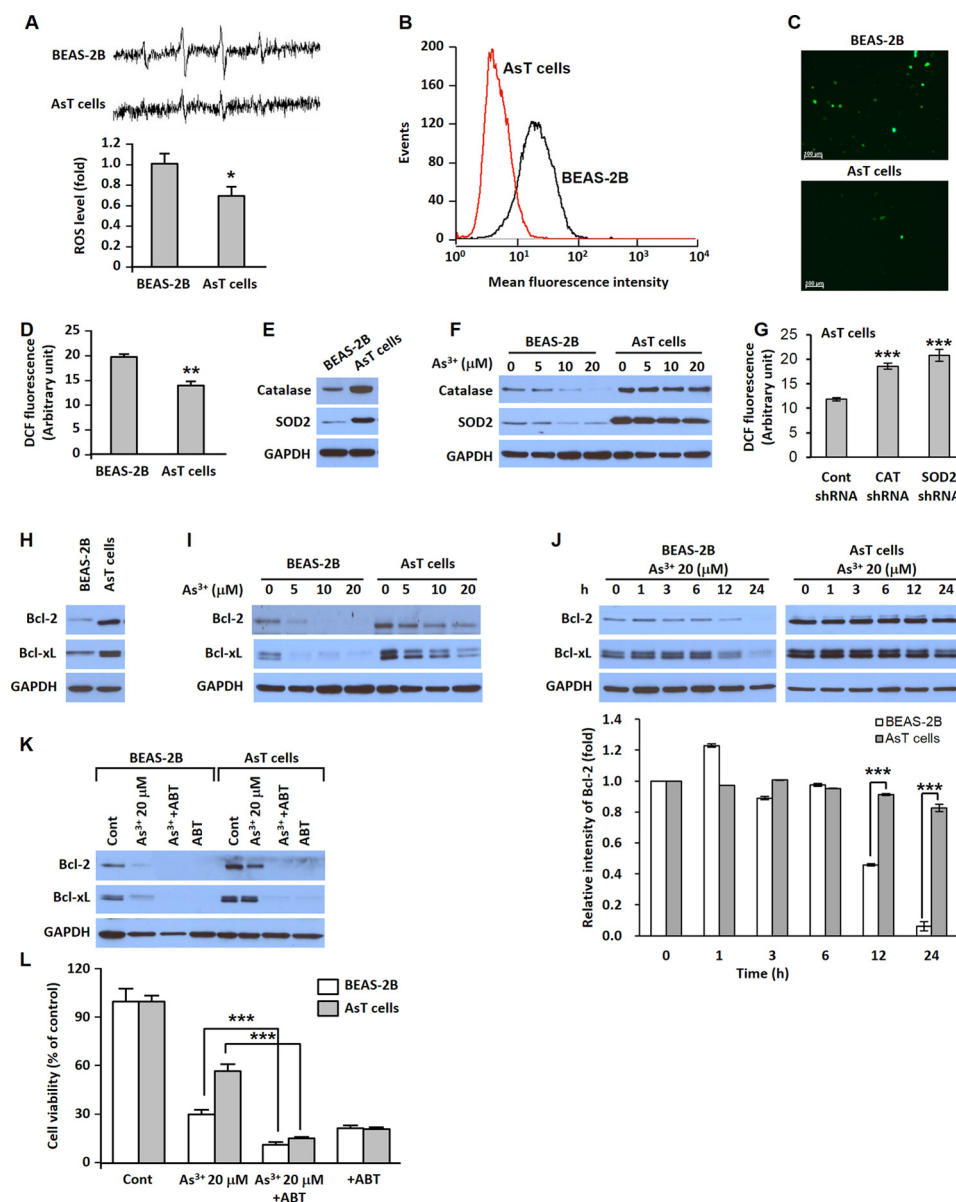 A
BEAS-2B
AsT cells
ROS level (fold)
1.2
1.0
0.8
0.6
0.4
0.2
0
*
BEAS-2B AsT cells
B
Events
200
160
120
80
40
0
AsT cells
BEAS-2B
10⁰ 10¹ 10² 10³ 10⁴
Mean fluorescence intensity
C
BEAS-2B
100 µm
AsT cells
100 µm
D
DCF fluorescence
(Arbitrary unit)
25
20
15
10
5
0
**
BEAS-2B AsT cells
E
BEAS-2B
AsT cells
Catalase
SOD2
GAPDH
F
BEAS-2B AsT cells
As³⁺ (µM) 0 5 10 20 0 5 10 20
Catalase
SOD2
GAPDH
G
AsT cells
DCF fluorescence
(Arbitrary unit)
25
20
15
10
5
0
*** ***
Cont CAT SOD2
shRNA shRNA shRNA
H
BEAS-2B
AsT cells
Bcl-2
Bcl-xL
GAPDH
I
BEAS-2B AsT cells
As³⁺ (µM) 0 5 10 20 0 5 10 20
Bcl-2
Bcl-xL
GAPDH
J
BEAS-2B AsT cells
As³⁺ 20 (µM) As³⁺ 20 (µM)
h 0 1 3 6 12 24 0 1 3 6 12 24
Bcl-2
Bcl-xL
GAPDH
Relative intensity of Bcl-2 (fold)
1.4
1.2
1.0
0.8
0.6
0.4
0.2
0.0
BEAS-2B
AsT cells
*** ***
0 1 3 6 12 24
Time (h)
K
BEAS-2B AsT cells
Cont
As³⁺ 20 µM
As³⁺+ABT
ABT
Cont
As³⁺ 20 µM
As³⁺+ABT
ABT
Bcl-2
Bcl-xL
GAPDH
L
Cell viability (% of control)
120
90
60
30
0
BEAS-2B
AsT cells
***
***
Cont As³⁺ 20 µM As³⁺ 20 µM +ABT
+ABT